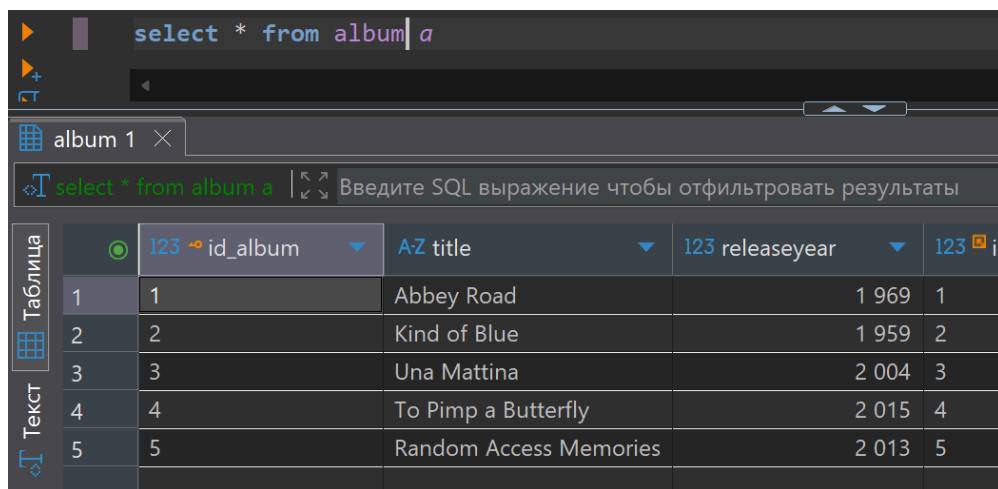 select * from album a
album 1
select * from album a Введите SQL выражение чтобы отфильтровать результаты
Таблица
Текст
123 id_album A-Z title 123 releaseyear 123 i
1 1 Abbey Road 1 969 1
2 2 Kind of Blue 1 959 2
3 3 Una Mattina 2 004 3
4 4 To Pimp a Butterfly 2 015 4
5 5 Random Access Memories 2 013 5